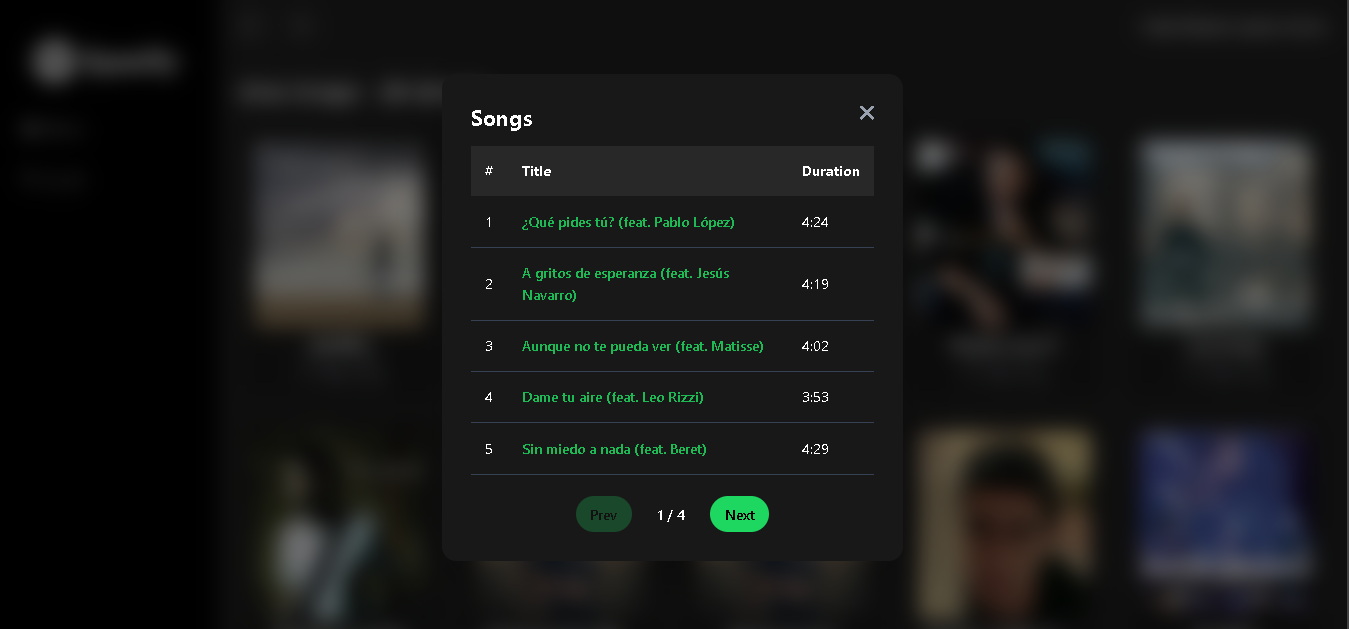 Songs
✕
# Title Duration
1 ¿Qué pides tú? (feat. Pablo López) 4:24
2 A gritos de esperanza (feat. Jesús
Navarro) 4:19
3 Aunque no te pueda ver (feat. Matisse) 4:02
4 Dame tu aire (feat. Leo Rizzi) 3:53
5 Sin miedo a nada (feat. Beret) 4:29
Prev 1 / 4 Next